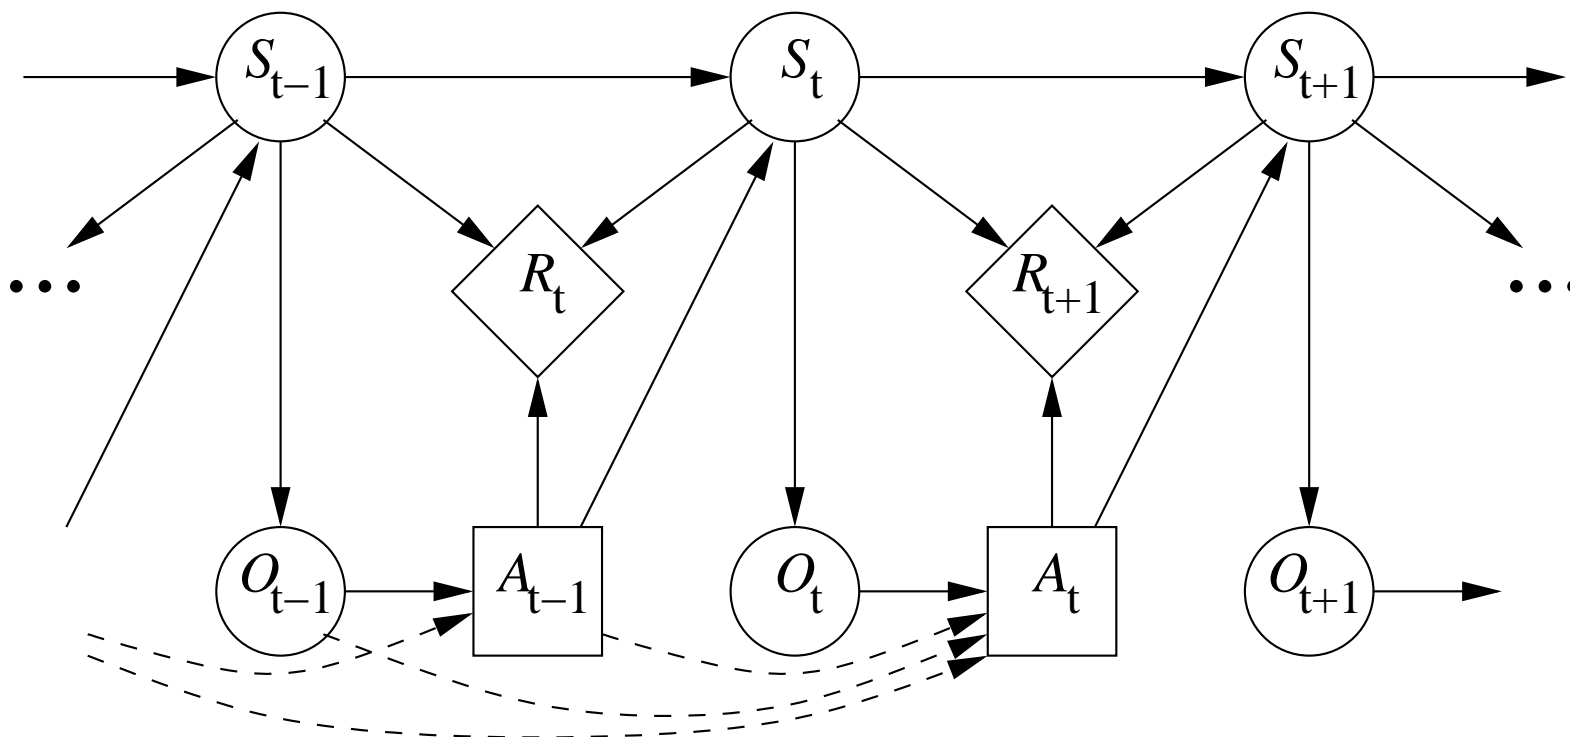 S_{t−1} S_t S_{t+1}
R_t R_{t+1}
... ...
O_{t−1} A_{t−1} O_t A_t O_{t+1}